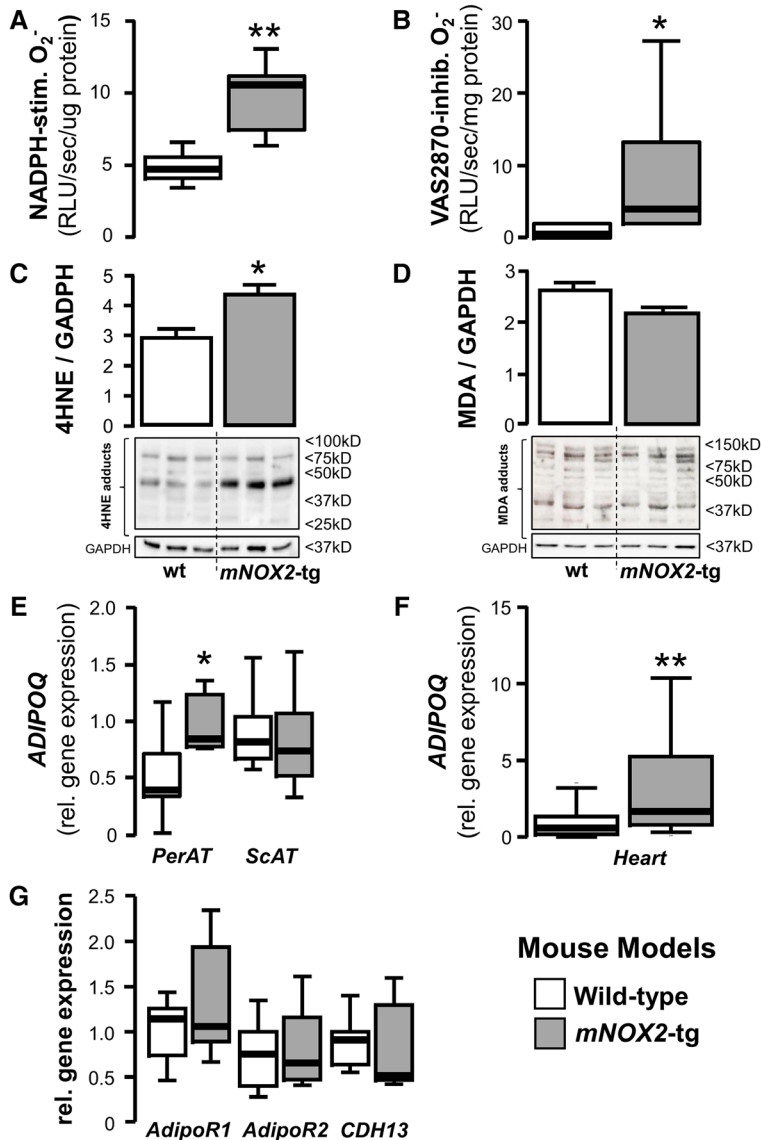 A
NADPH-stim. O2-
(RLU/sec/ug protein)
15
10
5
0
**
B
VAS2870-inhib. O2-
(RLU/sec/mg protein)
30
20
10
0
*
C
4HNE / GADPH
5
4
3
2
1
0
*
4HNE adducts
<100kD
<75kD
<50kD
<37kD
<25kD
GAPDH
<37kD
wt
mNOX2-tg
D
MDA / GAPDH
3
2
1
0
MDA adducts
<150kD
<75kD
<50kD
<37kD
GAPDH
<37kD
wt
mNOX2-tg
E
ADIPOQ
(rel. gene expression)
2.0
1.5
1.0
0.5
0
*
PerAT
ScAT
F
ADIPOQ
(rel. gene expression)
15
10
5
0
**
Heart
G
rel. gene expression
2.5
2.0
1.5
1.0
0.5
0
AdipoR1
AdipoR2
CDH13
Mouse Models
Wild-type
mNOX2-tg